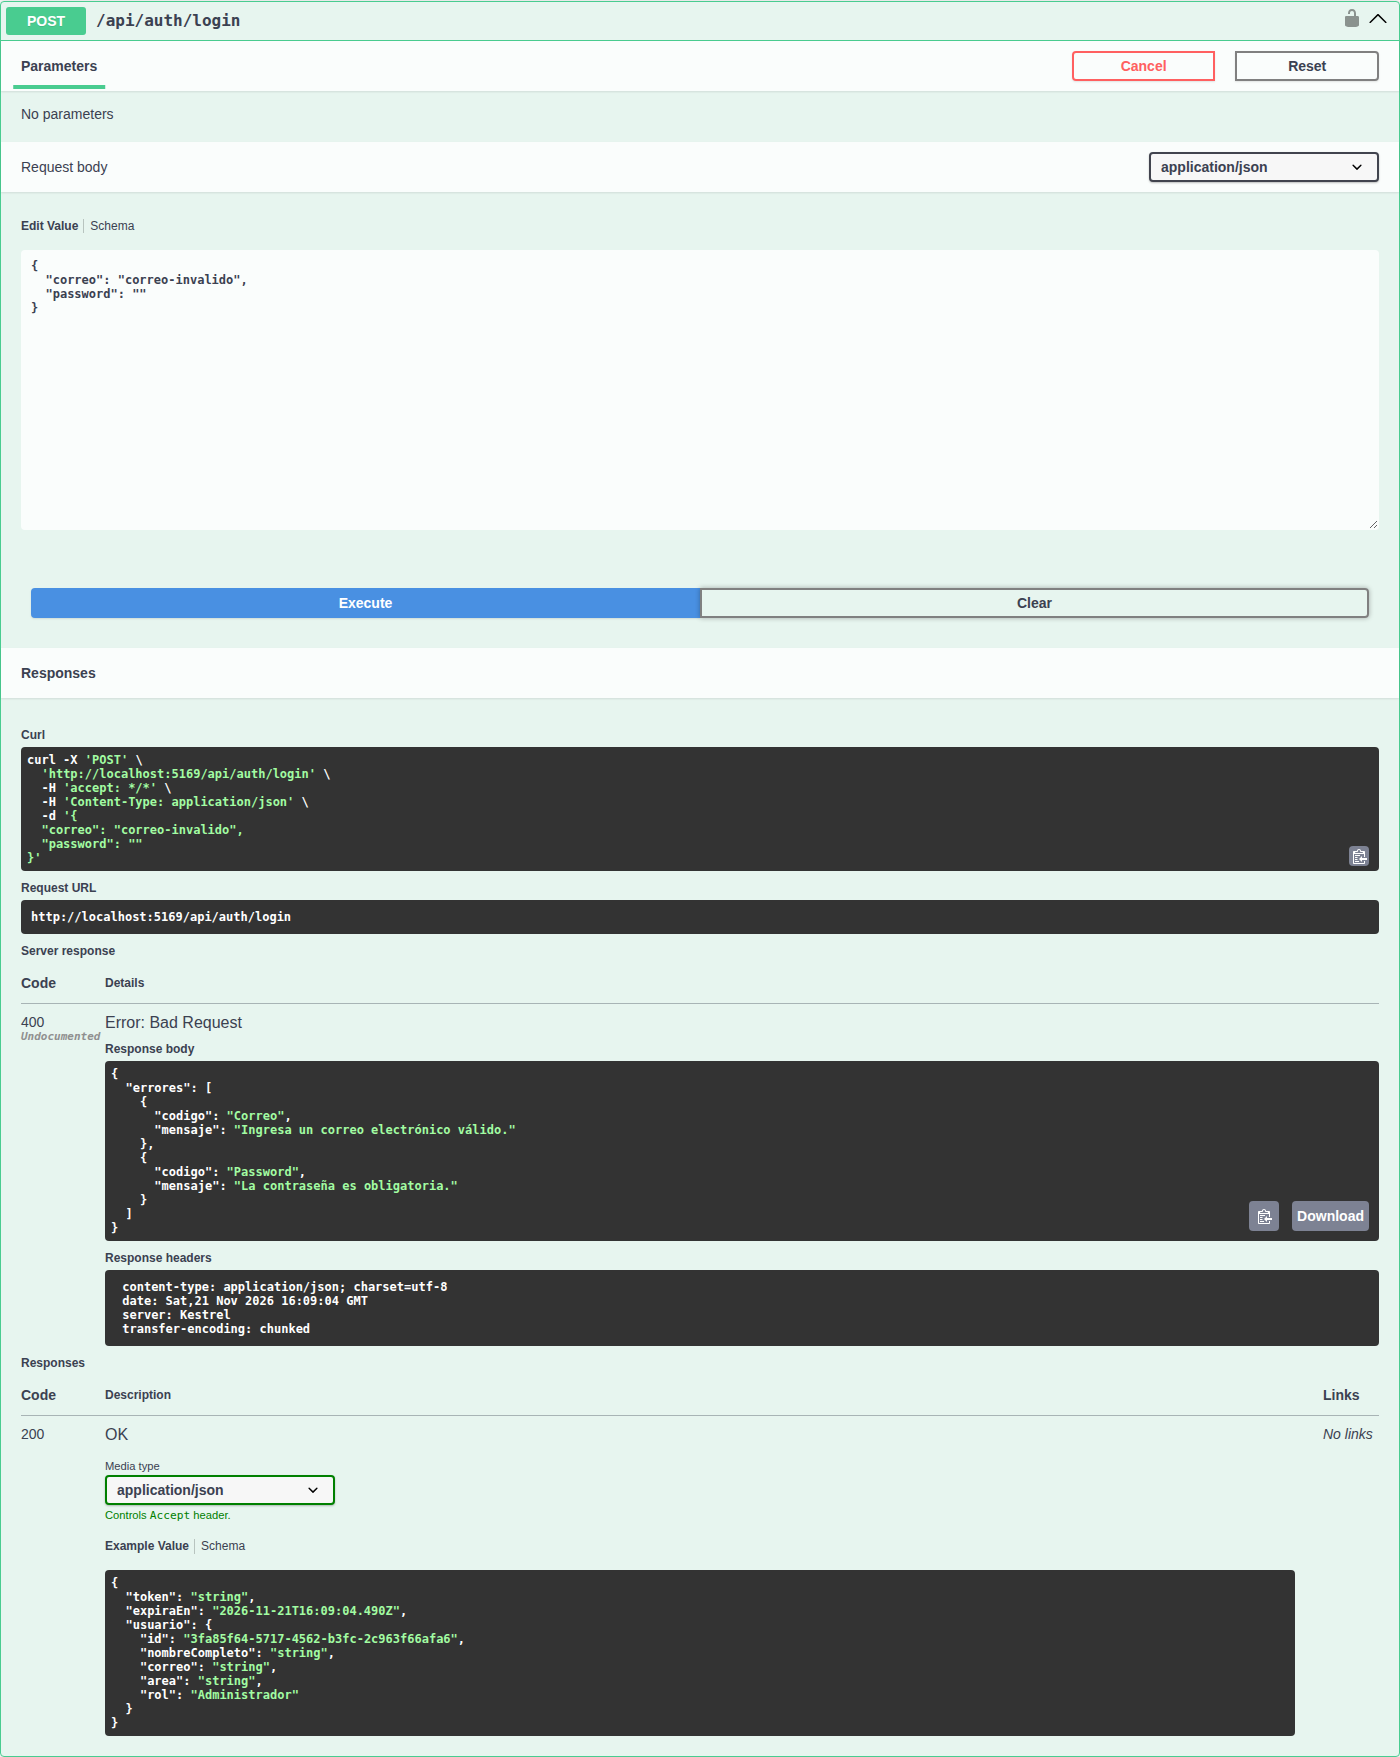 POST /api/auth/login
Parameters
Cancel
Reset
No parameters
Request body
application/json
Edit Value
Schema
{
  "correo": "correo-invalido",
  "password": ""
}
Execute
Clear
Responses
Curl
curl -X 'POST' \
  'http://localhost:5169/api/auth/login' \
  -H 'accept: */*' \
  -H 'Content-Type: application/json' \
  -d '{
  "correo": "correo-invalido",
  "password": ""
}'
Request URL
http://localhost:5169/api/auth/login
Server response
Code
Details
400
Undocumented
Error: Bad Request
Response body
{
  "errores": [
    {
      "codigo": "Correo",
      "mensaje": "Ingresa un correo electrónico válido."
    },
    {
      "codigo": "Password",
      "mensaje": "La contraseña es obligatoria."
    }
  ]
}
Download
Response headers
content-type: application/json; charset=utf-8
date: Sat,21 Nov 2026 16:09:04 GMT
server: Kestrel
transfer-encoding: chunked
Responses
Code
Description
Links
200
OK
No links
Media type
application/json
Controls Accept header.
Example Value
Schema
{
  "token": "string",
  "expiraEn": "2026-11-21T16:09:04.490Z",
  "usuario": {
    "id": "3fa85f64-5717-4562-b3fc-2c963f66afa6",
    "nombreCompleto": "string",
    "correo": "string",
    "area": "string",
    "rol": "Administrador"
  }
}